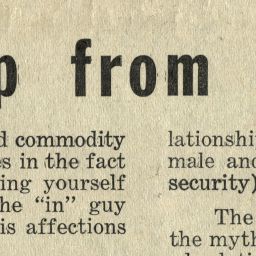 p from
d commodity
es in the fact
ing yourself
he “in” guy
is affections
lationship
male and
security)
The
the myth